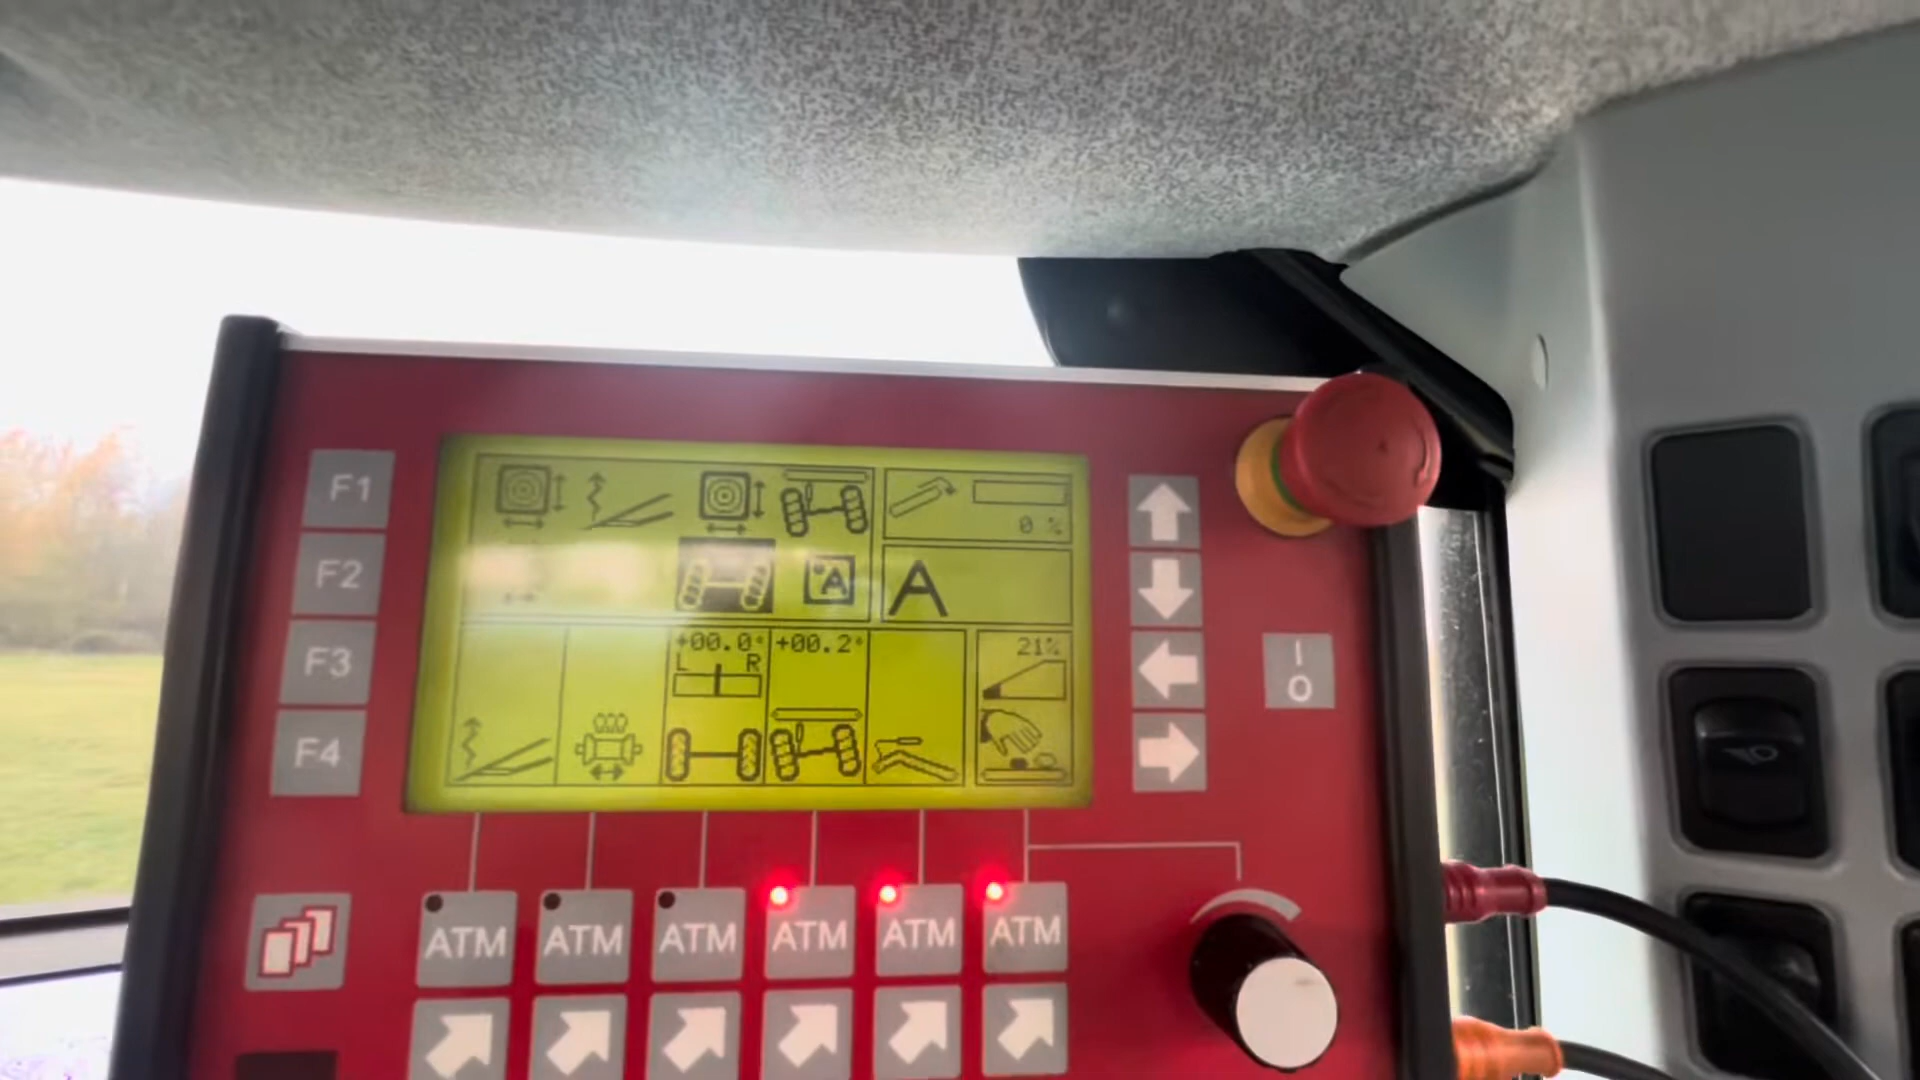 F1
F2
F3
F4
0 %
A
A
+00.0° +00.2°
L R
21%
I
O
ATM ATM ATM ATM ATM ATM